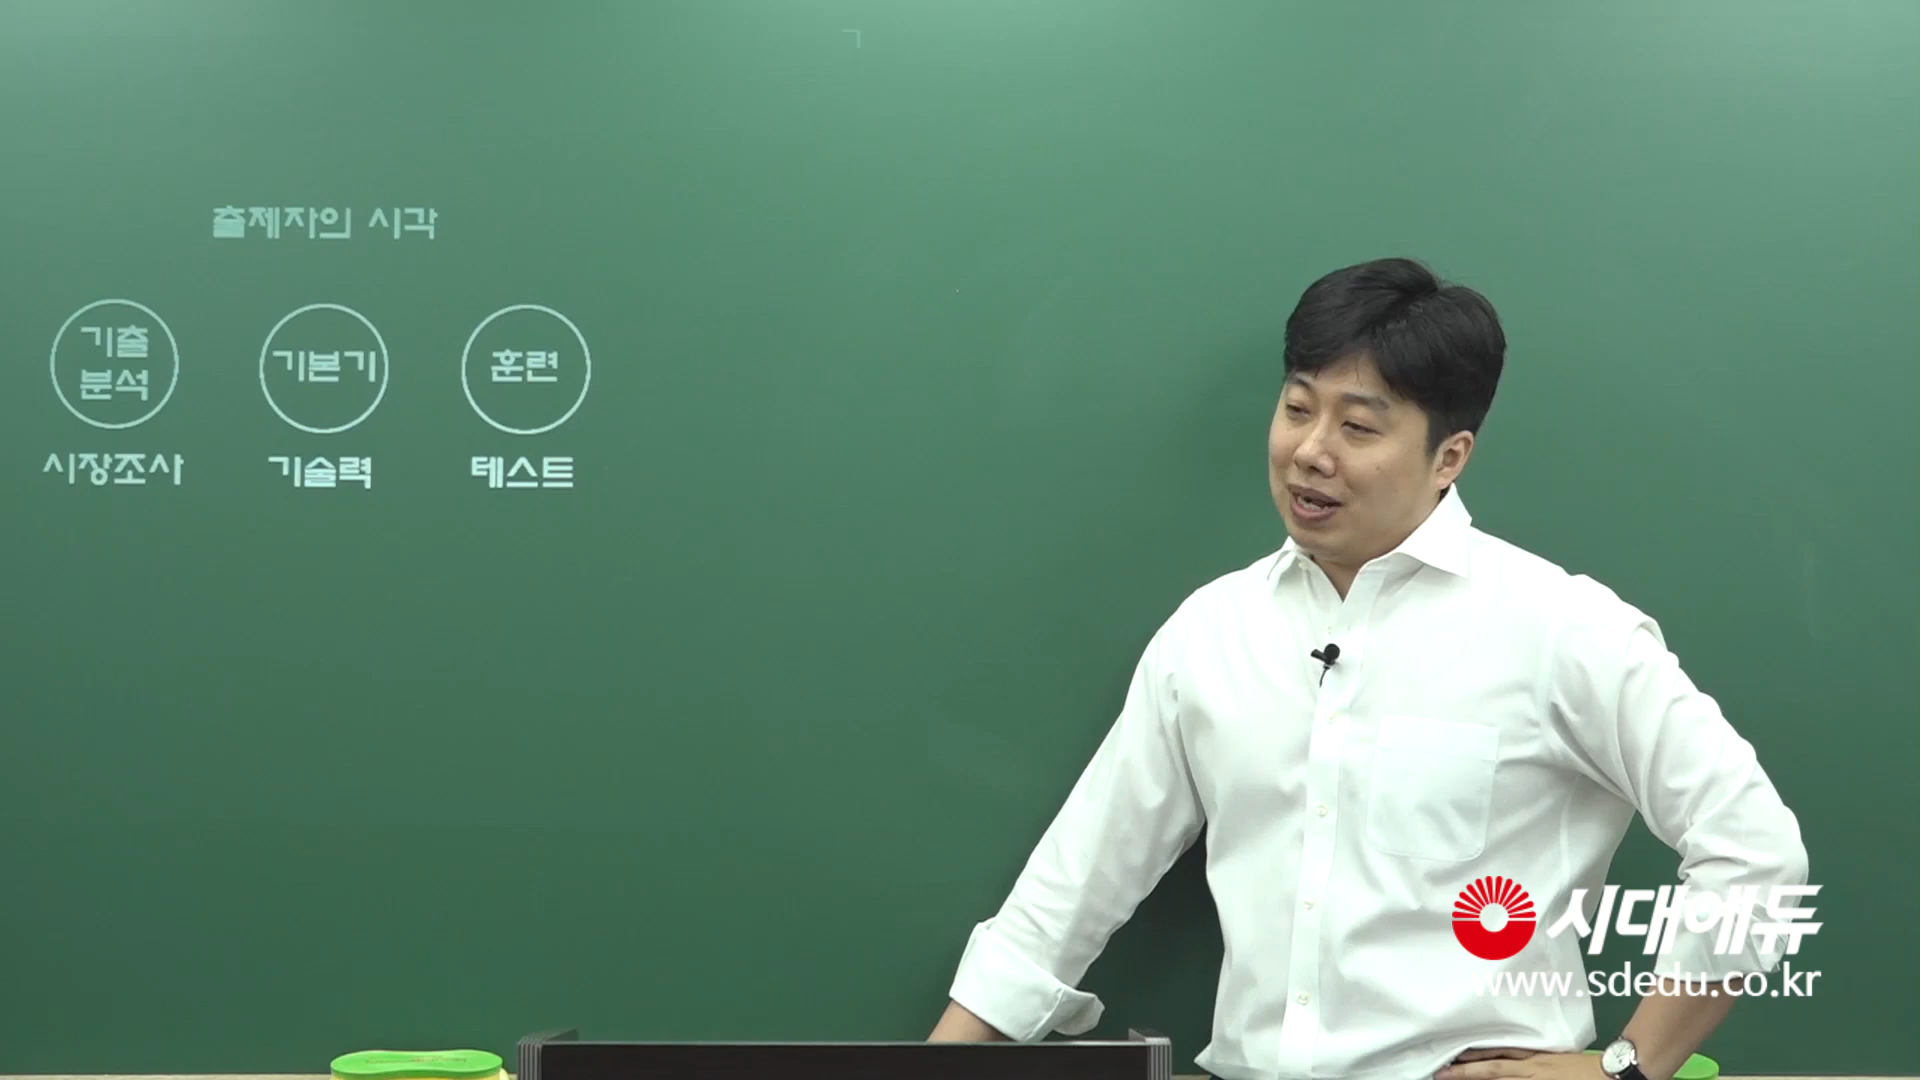 ㄱ
출제자의 시각
기출
분석
기본기
훈련
시장조사
기술력
테스트
시대에듀
www.sdedu.co.kr